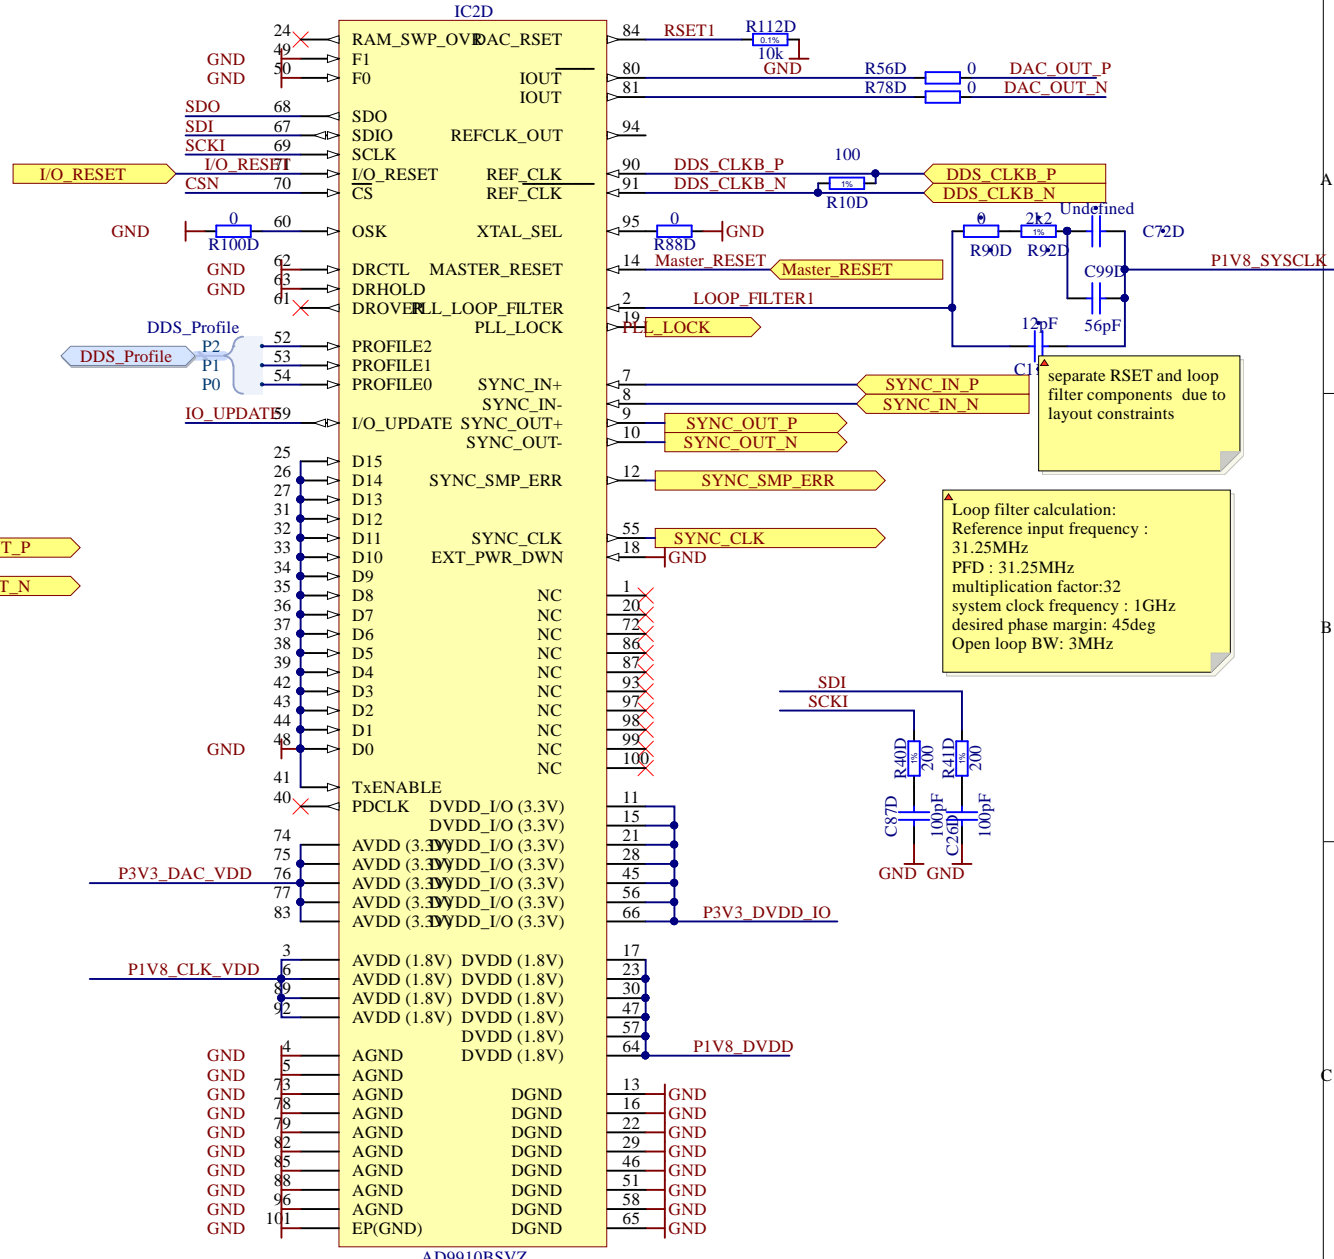 IC2D
24 RAM_SWP_OVR DAC_RSET 84 RSET1 R112D
0.1%
10k
GND
GND 49 F1
GND 50 F0 IOUT 80 R56D 0 DAC_OUT_P
IOUT 81 R78D 0 DAC_OUT_N
SDO 68 SDO
SDI 67 SDIO REFCLK_OUT 94
SCKI 69 SCLK
I/O_RESET I/O_RESET 71 I/O_RESET REF_CLK 90 DDS_CLKB_P 100 DDS_CLKB_P
CSN 70 CS REF_CLK 91 DDS_CLKB_N 1% R10D DDS_CLKB_N
GND 0 R100D 60 OSK XTAL_SEL 95 0 R88D GND
0 R90D 2k2 1% R92D Undefined C72D
C99D 56pF
P1V8_SYSCLK
GND 62 DRCTL MASTER_RESET 14 Master_RESET Master_RESET
GND 63 DRHOLD
61 DROVER PLL_LOOP_FILTER 2 LOOP_FILTER1
PLL_LOCK 19 PLL_LOCK
12pF
DDS_Profile
DDS_Profile
P2 52 PROFILE2
P1 53 PROFILE1
P0 54 PROFILE0 SYNC_IN+ 7 SYNC_IN_P
SYNC_IN- 8 SYNC_IN_N
IO_UPDATE 59 I/O_UPDATE SYNC_OUT+ 9 SYNC_OUT_P
SYNC_OUT- 10 SYNC_OUT_N
separate RSET and loop
filter components due to
layout constraints
25 D15
26 D14 SYNC_SMP_ERR 12 SYNC_SMP_ERR
27 D13
31 D12
32 D11 SYNC_CLK 55 SYNC_CLK
33 D10 EXT_PWR_DWN 18 GND
34 D9
35 D8 NC 1
36 D7 NC 20
37 D6 NC 72
38 D5 NC 86
39 D4 NC 87
42 D3 NC 93
43 D2 NC 97
44 D1 NC 98
GND 48 D0 NC 99
NC 100
T_P
T_N
Loop filter calculation:
Reference input frequency :
31.25MHz
PFD : 31.25MHz
multiplication factor:32
system clock frequency : 1GHz
desired phase margin: 45deg
Open loop BW: 3MHz
SDI
SCKI
R40D 1% 200
R41D 1% 200
C87D 100pF
C26D 100pF
GND GND
41 TxENABLE
40 PDCLK DVDD_I/O (3.3V) 11
DVDD_I/O (3.3V) 15
74 AVDD (3.3V) DVDD_I/O (3.3V) 21
75 AVDD (3.3V) DVDD_I/O (3.3V) 28
P3V3_DAC_VDD 76 AVDD (3.3V) DVDD_I/O (3.3V) 45
77 AVDD (3.3V) DVDD_I/O (3.3V) 56
83 AVDD (3.3V) DVDD_I/O (3.3V) 66 P3V3_DVDD_IO
3 AVDD (1.8V) DVDD (1.8V) 17
P1V8_CLK_VDD 6 AVDD (1.8V) DVDD (1.8V) 23
89 AVDD (1.8V) DVDD (1.8V) 30
92 AVDD (1.8V) DVDD (1.8V) 47
DVDD (1.8V) 57
GND 4 AGND DVDD (1.8V) 64 P1V8_DVDD
GND 5 AGND
GND 73 AGND DGND 13 GND
GND 78 AGND DGND 16 GND
GND 79 AGND DGND 22 GND
GND 82 AGND DGND 29 GND
GND 85 AGND DGND 46 GND
GND 88 AGND DGND 51 GND
GND 96 AGND DGND 58 GND
GND 101 EP(GND) DGND 65 GND
AD9910BSVZ
A
B
C